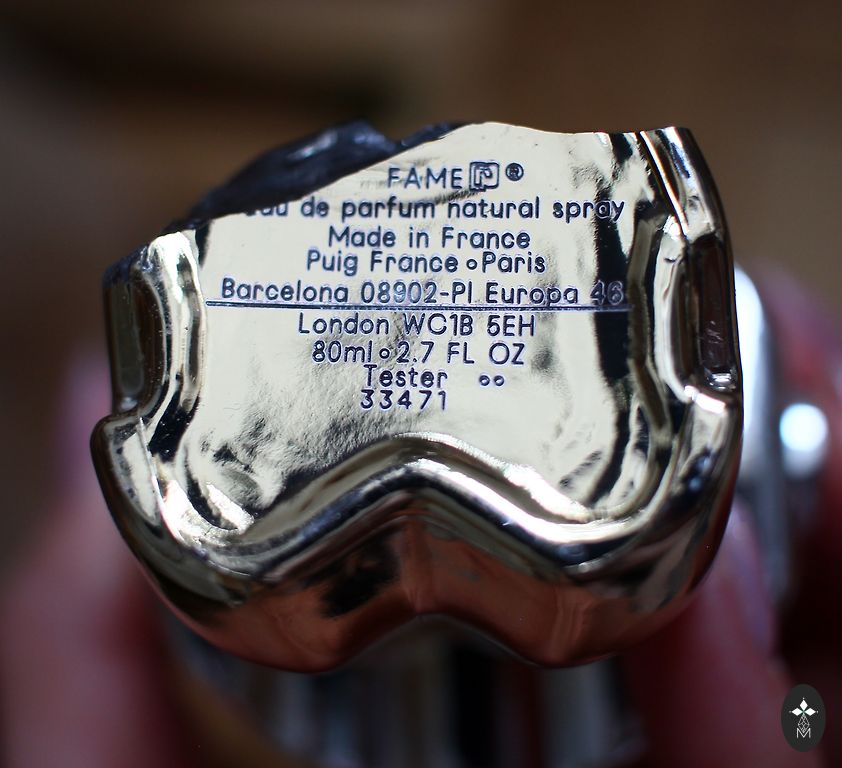 FAME ®
eau de parfum natural spray
Made in France
Puig France Paris
Barcelona 08902-Pl Europa 46
London WC1B 5EH
80ml 2.7 FL OZ
Tester
33471
M